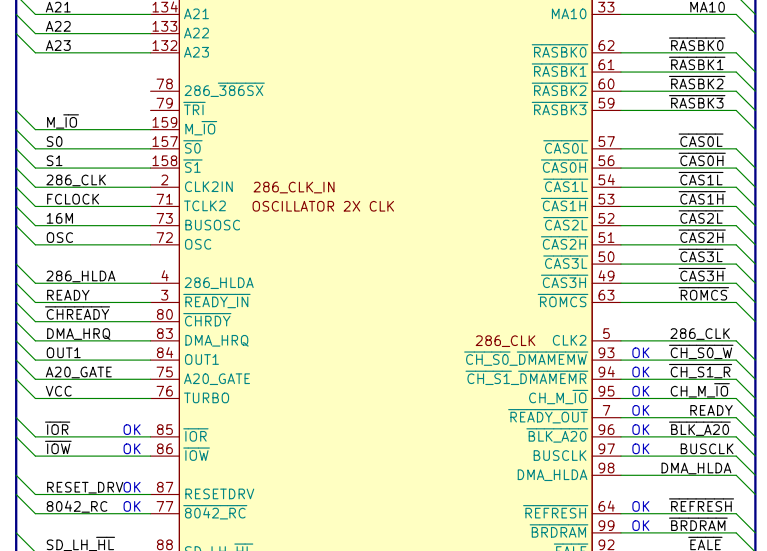 A21 134 A21 MA10 33 MA10
A22 133 A22
A23 132 A23 RASBK0 62 RASBK0
RASBK1 61 RASBK1
78 286_386SX RASBK2 60 RASBK2
79 TRI RASBK3 59 RASBK3
M_IO 159 M_IO
S0 157 S0 CAS0L 57 CAS0L
S1 158 S1 CAS0H 56 CAS0H
286_CLK 2 CLK2IN 286_CLK_IN CAS1L 54 CAS1L
FCLOCK 71 TCLK2 OSCILLATOR 2X CLK CAS1H 53 CAS1H
16M 73 BUSOSC CAS2L 52 CAS2L
OSC 72 OSC CAS2H 51 CAS2H
CAS3L 50 CAS3L
286_HLDA 4 286_HLDA CAS3H 49 CAS3H
READY 3 READY_IN ROMCS 63 ROMCS
CHREADY 80 CHRDY
DMA_HRQ 83 DMA_HRQ 286_CLK CLK2 5 286_CLK
OUT1 84 OUT1 CH_S0_DMAMEMW 93 OK CH_S0_W
A20_GATE 75 A20_GATE CH_S1_DMAMEMR 94 OK CH_S1_R
VCC 76 TURBO CH_M_IO 95 OK CH_M_IO
READY_OUT 7 OK READY
IOR OK 85 IOR BLK_A20 96 OK BLK_A20
IOW OK 86 IOW BUSCLK 97 OK BUSCLK
DMA_HLDA 98 DMA_HLDA
RESET_DRV OK 87 RESETDRV
8042_RC OK 77 8042_RC REFRESH 64 OK REFRESH
BRDRAM 99 OK BRDRAM
SD_LH_HL 88 SD_LH_HL EALE 92 EALE